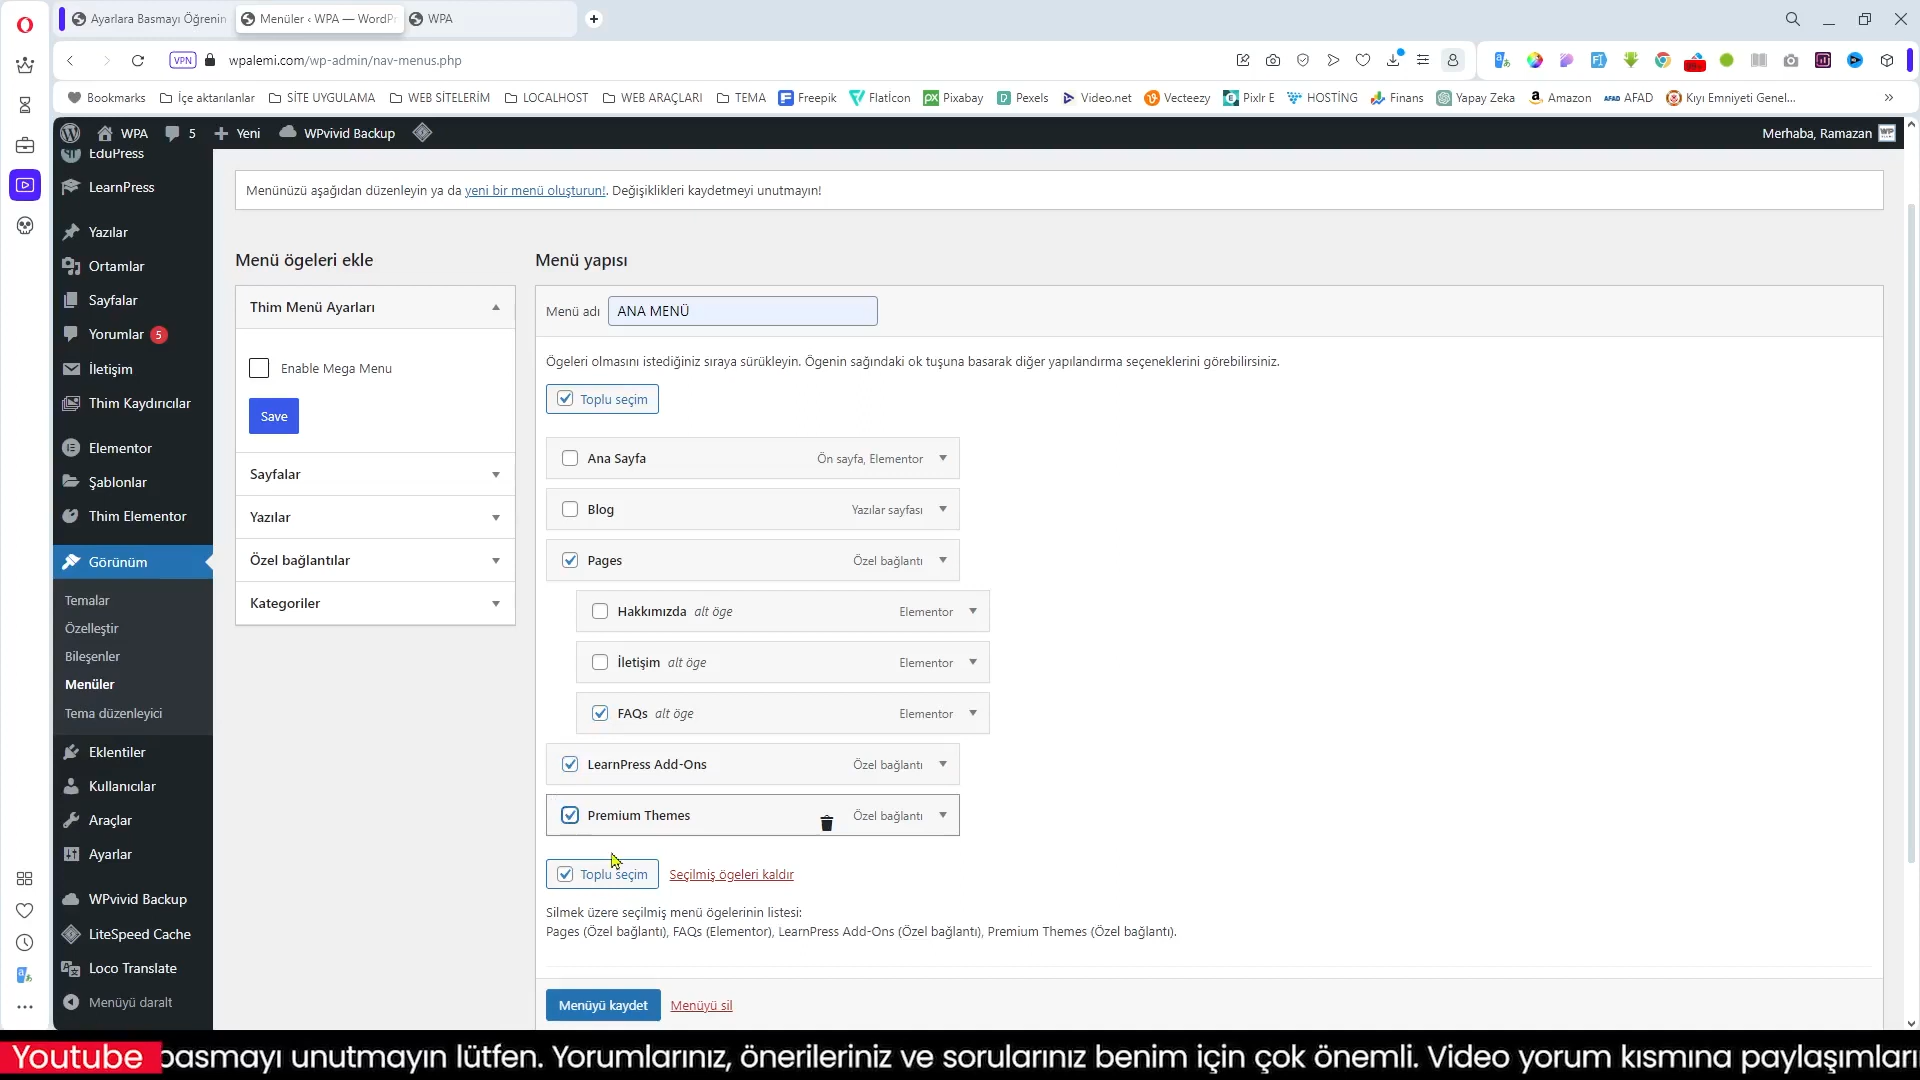 Ayarlara Basmayı Öğrenin
Menüler ‹ WPA — WordPr
WPA
VPN
wpalemi.com/wp-admin/nav-menus.php
Bookmarks
İçe aktarılanlar
SİTE UYGULAMA
WEB SİTELERİM
LOCALHOST
WEB ARAÇLARI
TEMA
Freepik
Flatİcon
Pixabay
Pexels
Video.net
Vecteezy
Pixlr E
HOSTİNG
Finans
Yapay Zeka
Amazon
AFAD
Kıyı Emniyeti Genel...
WPA
5
Yeni
WPvivid Backup
Merhaba, Ramazan
EduPress
LearnPress
Yazılar
Ortamlar
Sayfalar
Yorumlar 5
İletişim
Thim Kaydırıcılar
Elementor
Şablonlar
Thim Elementor
Görünüm
Temalar
Özelleştir
Bileşenler
Menüler
Tema düzenleyici
Eklentiler
Kullanıcılar
Araçlar
Ayarlar
WPvivid Backup
LiteSpeed Cache
Loco Translate
Menüyü daralt
Menünüzü aşağıdan düzenleyin ya da yeni bir menü oluşturun!. Değişiklikleri kaydetmeyi unutmayın!
Menü ögeleri ekle
Thim Menü Ayarları
Enable Mega Menu
Save
Sayfalar
Yazılar
Özel bağlantılar
Kategoriler
Menü yapısı
Menü adı ANA MENÜ
Ögeleri olmasını istediğiniz sıraya sürükleyin. Ögenin sağındaki ok tuşuna basarak diğer yapılandırma seçeneklerini görebilirsiniz.
Toplu seçim
Ana Sayfa Ön sayfa, Elementor
Blog Yazılar sayfası
Pages Özel bağlantı
Hakkımızda alt öge Elementor
İletişim alt öge Elementor
FAQs alt öge Elementor
LearnPress Add-Ons Özel bağlantı
Premium Themes Özel bağlantı
Toplu seçim Seçilmiş ögeleri kaldır
Silmek üzere seçilmiş menü ögelerinin listesi:
Pages (Özel bağlantı), FAQs (Elementor), LearnPress Add-Ons (Özel bağlantı), Premium Themes (Özel bağlantı).
Menüyü kaydet Menüyü sil
Youtube basmayı unutmayın lütfen. Yorumlarınız, önerileriniz ve sorularınız benim için çok önemli. Video yorum kısmına paylaşımları